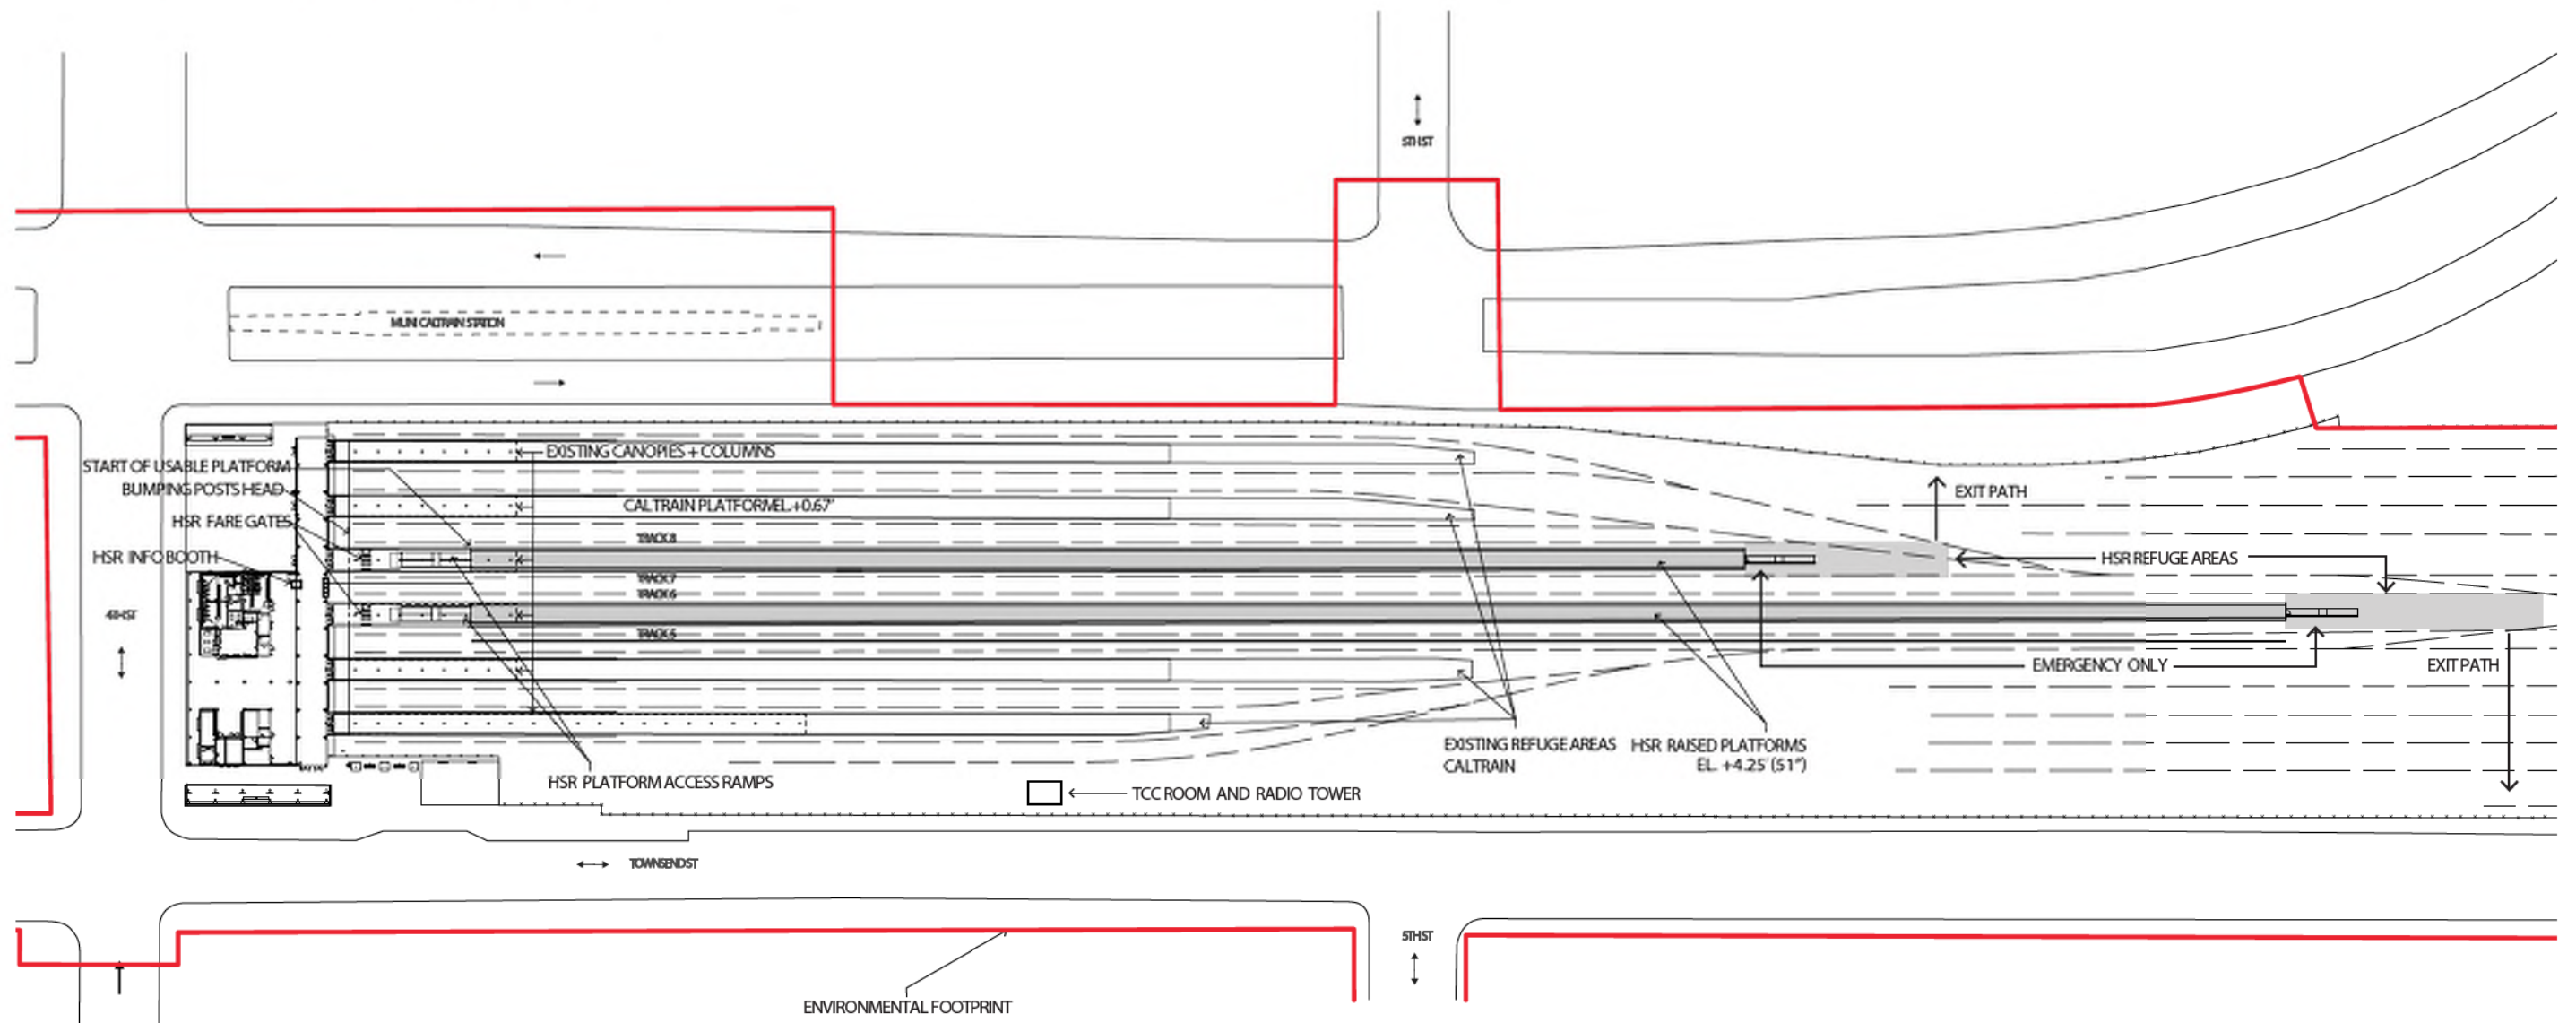 5TH ST
MUNI CALTRAIN STATION
EXISTING CANOPIES + COLUMNS
START OF USABLE PLATFORM
BUMPING POSTS HEAD
EXIT PATH
CALTRAIN PLATFORM EL.+0.67'
HSR FARE GATES
TRACK 8
HSR INFO BOOTH
HSR REFUGE AREAS
TRACK 7
TRACK 6
4TH ST
TRACK 5
EMERGENCY ONLY
EXIT PATH
EXISTING REFUGE AREAS
CALTRAIN
HSR RAISED PLATFORMS
EL. +4.25' (51")
HSR PLATFORM ACCESS RAMPS
TCC ROOM AND RADIO TOWER
TOWNSEND ST
5TH ST
ENVIRONMENTAL FOOTPRINT